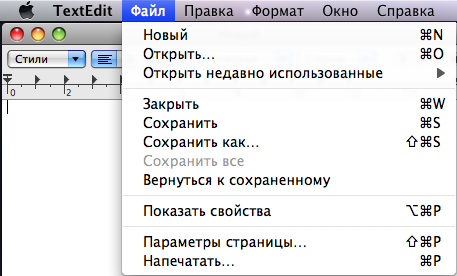 TextEdit Файл Правка Формат Окно Справка
Стили
0 2
Новый ⌘N
Открыть... ⌘O
Открыть недавно использованные ▶
Закрыть ⌘W
Сохранить ⌘S
Сохранить как... ⇧⌘S
Сохранить все
Вернуться к сохраненному
Показать свойства ⌥⌘P
Параметры страницы... ⇧⌘P
Напечатать... ⌘P